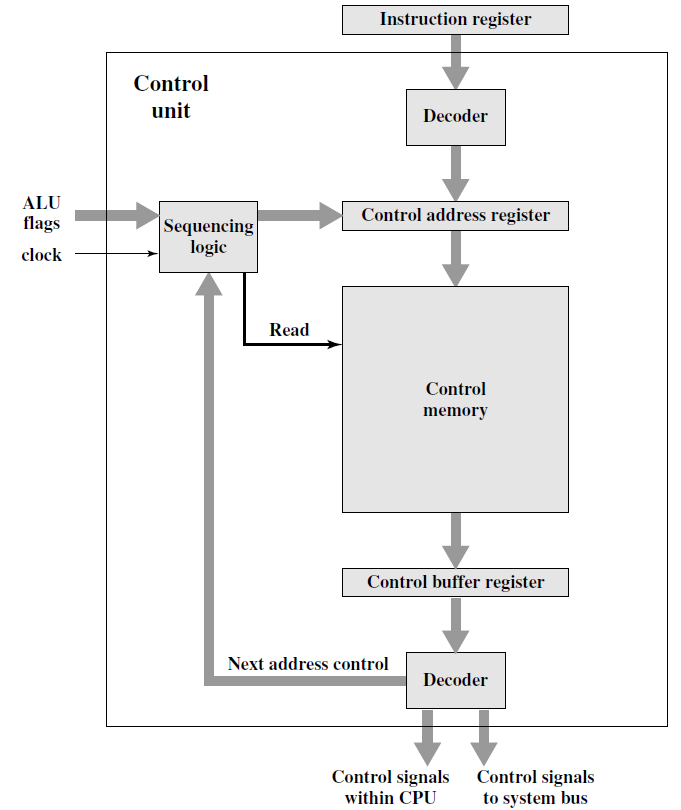 Instruction register
Control
unit
Decoder
ALU
flags
clock
Sequencing
logic
Control address register
Read
Control
memory
Control buffer register
Next address control
Decoder
Control signals
within CPU
Control signals
to system bus